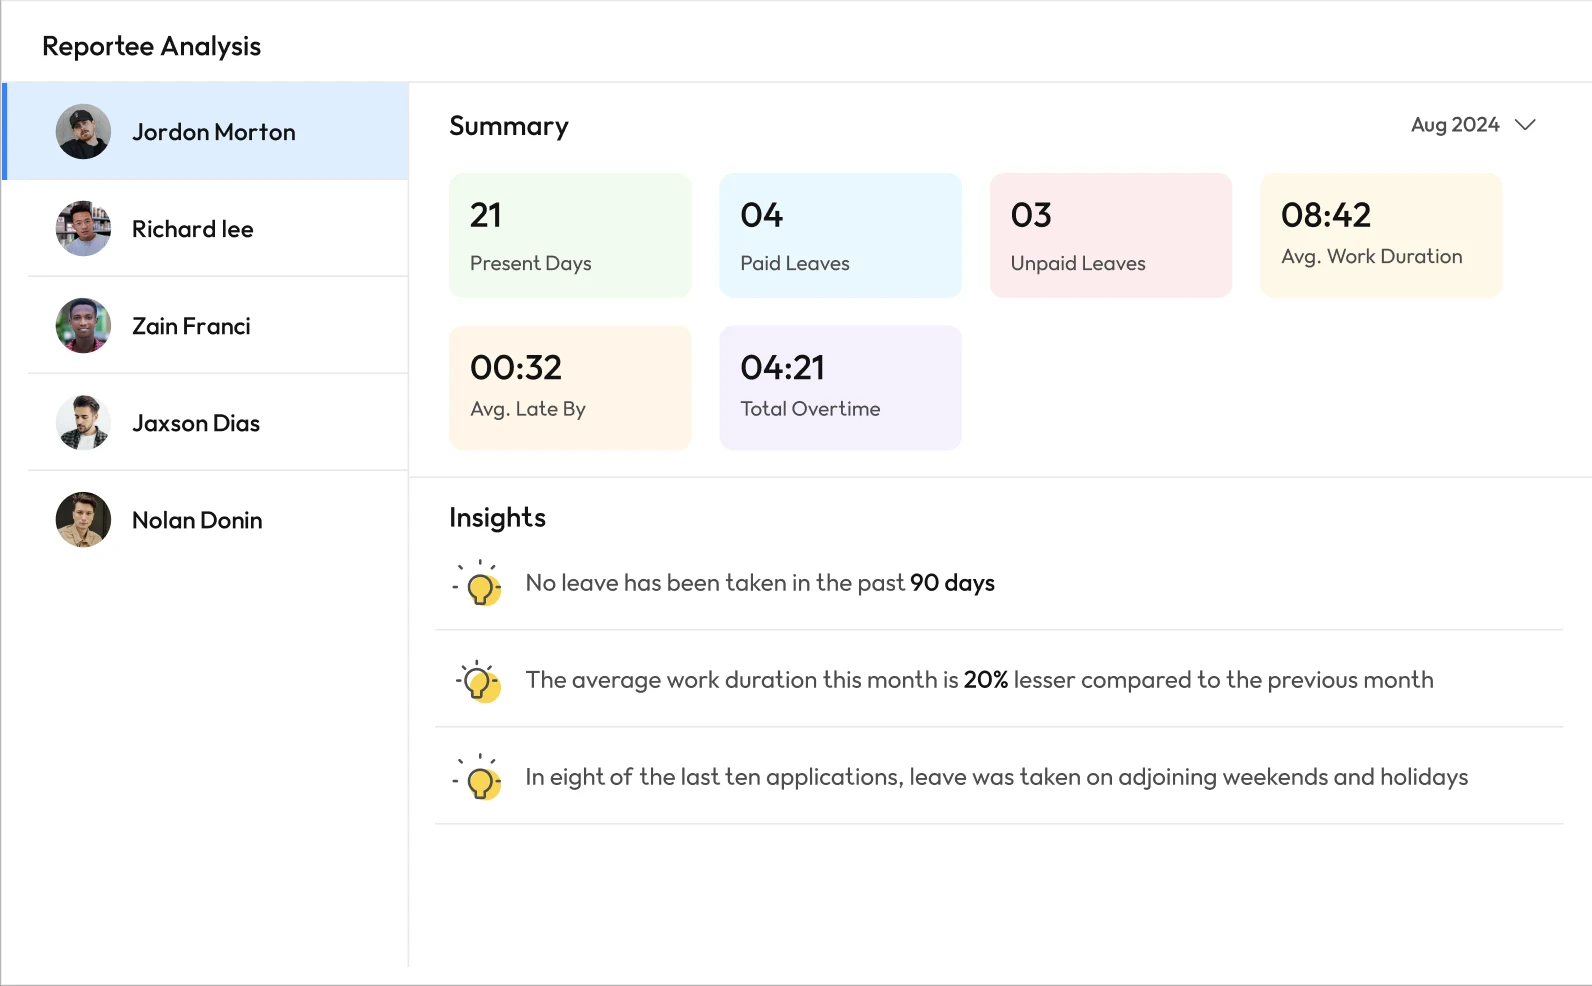 Reportee Analysis
Jordon Morton
Richard lee
Zain Franci
Jaxson Dias
Nolan Donin
Summary
Aug 2024
21
Present Days
04
Paid Leaves
03
Unpaid Leaves
08:42
Avg. Work Duration
00:32
Avg. Late By
04:21
Total Overtime
Insights
No leave has been taken in the past 90 days
The average work duration this month is 20% lesser compared to the previous month
In eight of the last ten applications, leave was taken on adjoining weekends and holidays